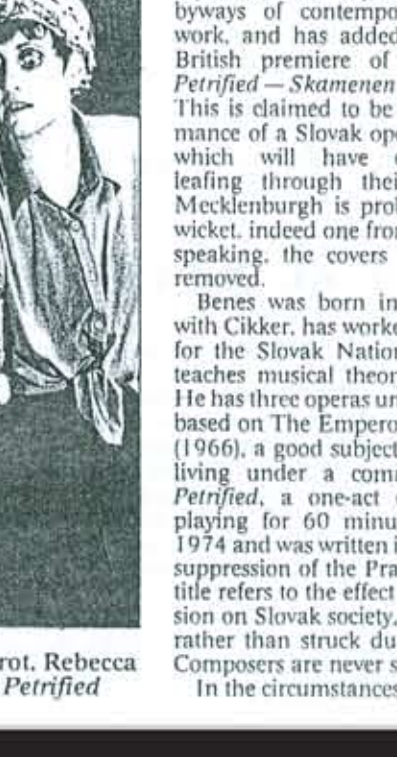 byways of contempo
work, and has added
British premiere of
Petrified — Skamenen
This is claimed to be
mance of a Slovak ope
which will have
leafing through thei
Mecklenburgh is prol
wicket, indeed one fro
speaking, the covers
removed.
Benes was born in
with Cikker, has worke
for the Slovak Nation
teaches musical theor
He has three operas un
based on The Empero
(1966), a good subject
living under a com
Petrified, a one-act
playing for 60 minu
1974 and was written i
suppression of the Pra
title refers to the effect
sion on Slovak society,
rather than struck du
Composers are never s
In the circumstances
rot. Rebecca
Petrified